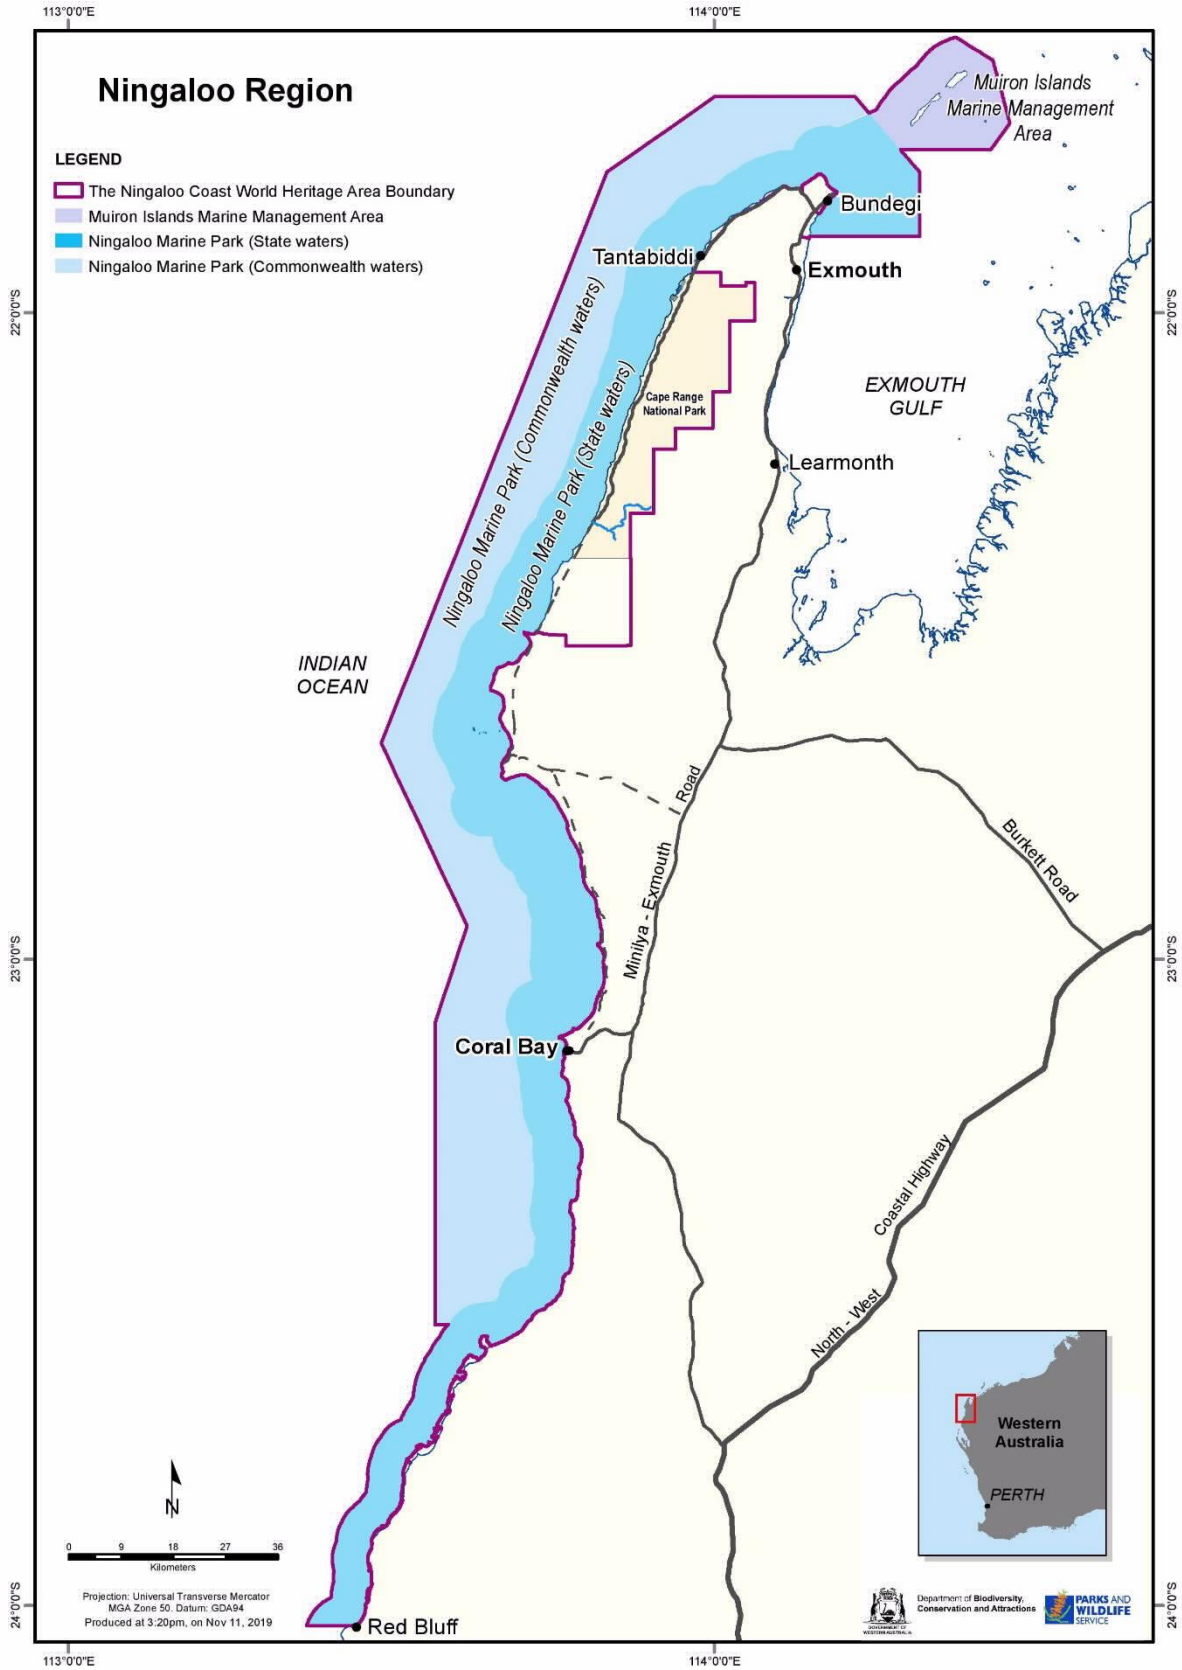 113°0'0"E
114°0'0"E
Ningaloo Region
LEGEND
The Ningaloo Coast World Heritage Area Boundary
Muiron Islands Marine Management Area
Ningaloo Marine Park (State waters)
Ningaloo Marine Park (Commonwealth waters)
Muiron Islands
Marine Management
Area
Bundegi
Tantabiddi
Exmouth
22°0'0"S
22°0'0"S
Ningaloo Marine Park (Commonwealth waters)
Ningaloo Marine Park (State waters)
Cape Range
National Park
EXMOUTH
GULF
Learmonth
INDIAN
OCEAN
Minilya - Exmouth
Road
Burkett Road
23°0'0"S
23°0'0"S
Coral Bay
North - West
Coastal Highway
Western
Australia
PERTH
N
0 9 18 27 36
Kilometers
Projection: Universal Transverse Mercator
MGA Zone 50. Datum: GDA94
Produced at 3:20pm, on Nov 11, 2019
Red Bluff
GOVERNMENT OF
WESTERN AUSTRALIA
Department of Biodiversity,
Conservation and Attractions
PARKS AND
WILDLIFE
SERVICE
24°0'0"S
24°0'0"S
113°0'0"E
114°0'0"E